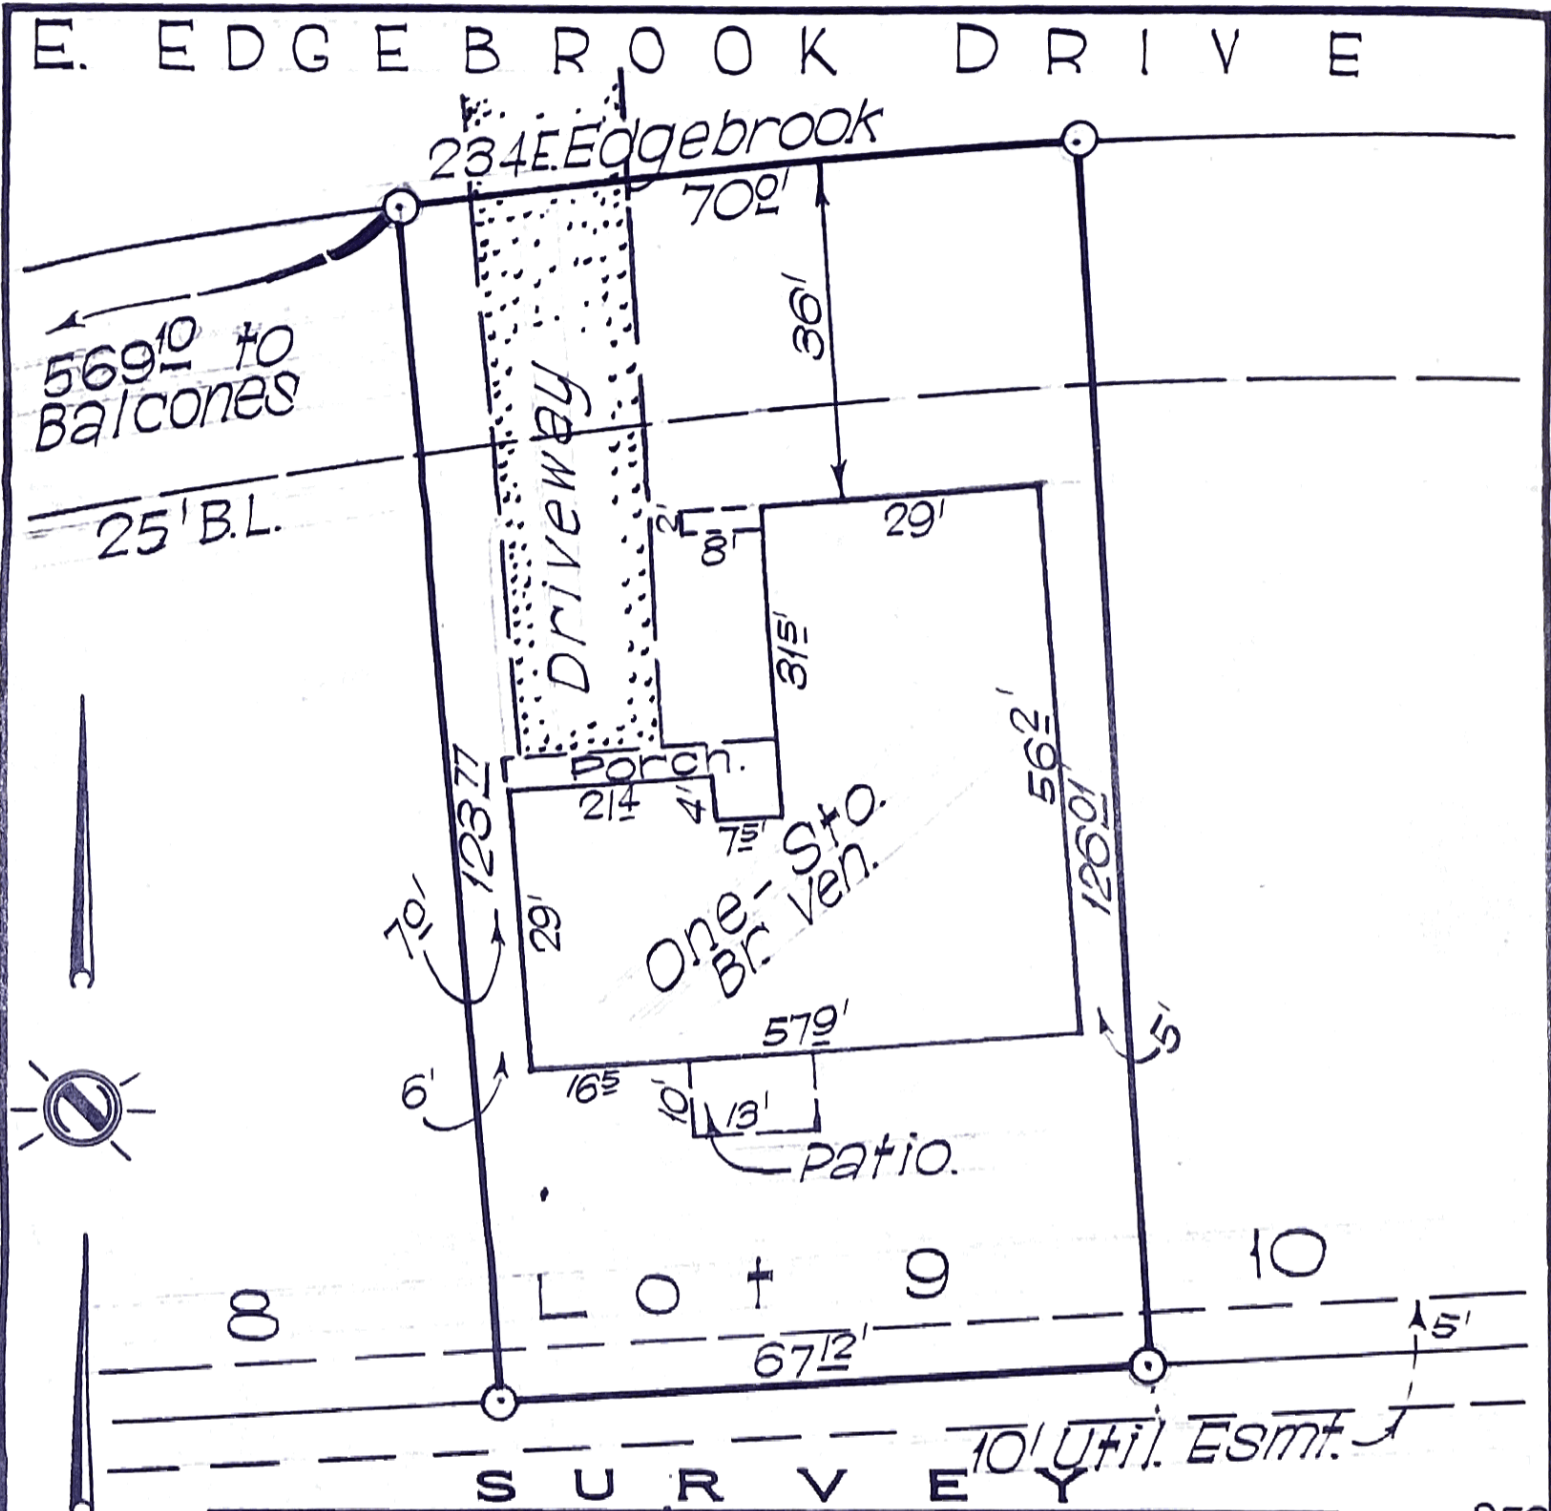 E. EDGEBROOK DRIVE
234 E. Edgebrook
70 0'
36'
569 10 to
Balcones
25' B.L.
Driveway
2'
8'
29'
31 5'
56 2'
Porch.
21 4
4'
7 5'
123 77
126 01'
One-Sto.
Br. Ven.
7 0'
29'
57 9'
5'
6'
16 5
10'
13'
Patio.
8
Lot 9
10
67 12'
5'
10' Util. Esmt.
SURVEY